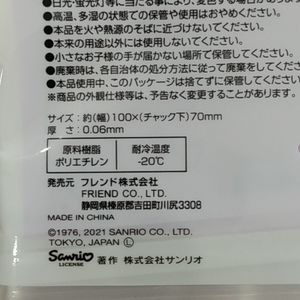 ●日光・蛍光灯等に当たる事により、変色する場合があります
●高温、多湿の状態での保管や使用はおやめください。
●本品を火や熱源のそばに近づけないでください。
●本来の用途以外には使用しないでください。
●小さなお子様の手が届かない場所で保管してください。
●廃棄時は、各自治体の処分方法に従って廃棄をしてください
●本品使用中、このパッケージは捨てずに保管してください。
※商品の外観仕様等は、予告なく変更することがあります。
サイズ:約(幅)100×(チャック下)70mm
厚 さ:0.06mm
原料樹脂 耐冷温度
ポリエチレン -20℃
発売元 フレンド株式会社
FRIEND CO., LTD.
静岡県榛原郡吉田町川尻3308
MADE IN CHINA
©1976, 2021 SANRIO CO., LTD.
TOKYO, JAPAN Ⓛ
Sanrio
LICENSE
著作 株式会社サンリオ